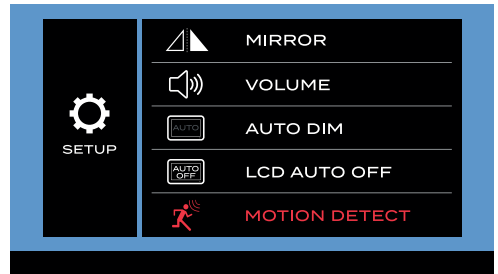 MIRROR
VOLUME
SETUP
AUTO
AUTO DIM
AUTO
OFF
LCD AUTO OFF
MOTION DETECT